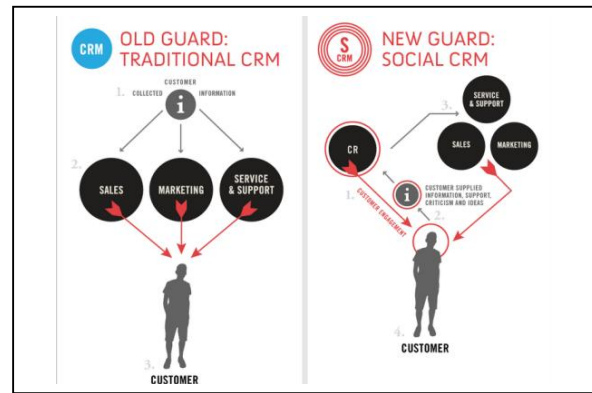 CRM
OLD GUARD:
TRADITIONAL CRM
CUSTOMER
1. COLLECTED i INFORMATION
2.
SALES
MARKETING
SERVICE
& SUPPORT
3.
CUSTOMER
S
CRM
NEW GUARD:
SOCIAL CRM
3.
SERVICE
& SUPPORT
SALES
MARKETING
CR
1.
CUSTOMER ENGAGEMENT
i
CUSTOMER SUPPLIED
INFORMATION, SUPPORT,
CRITICISM AND IDEAS
2.
4.
CUSTOMER